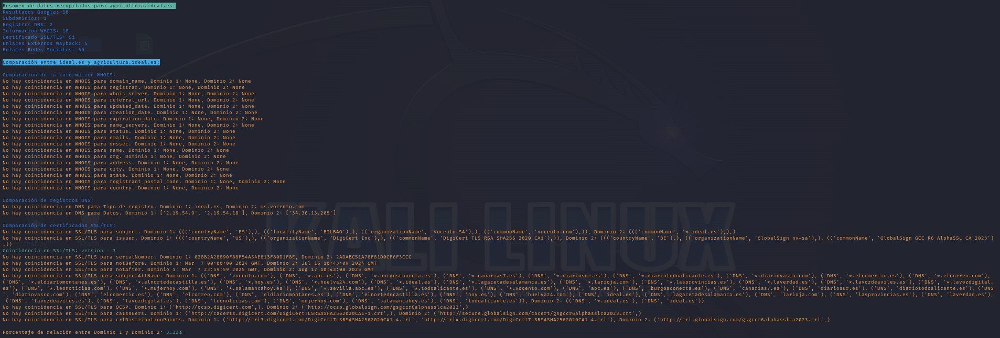 Resumen de datos recopilados para agricultura.ideal.es:
Resultados Google: 10
Subdominios: 1
Registros DNS: 2
Información WHOIS: 18
Certificado SSL/TLS: Sí
Enlaces Externos Wayback: 4
Enlaces Redes Sociales: 50
Comparación entre ideal.es y agricultura.ideal.es:
Comparación de la información WHOIS:
No hay coincidencia en WHOIS para domain_name. Dominio 1: None, Dominio 2: None
No hay coincidencia en WHOIS para registrar. Dominio 1: None, Dominio 2: None
No hay coincidencia en WHOIS para whois_server. Dominio 1: None, Dominio 2: None
No hay coincidencia en WHOIS para referral_url. Dominio 1: None, Dominio 2: None
No hay coincidencia en WHOIS para updated_date. Dominio 1: None, Dominio 2: None
No hay coincidencia en WHOIS para creation_date. Dominio 1: None, Dominio 2: None
No hay coincidencia en WHOIS para expiration_date. Dominio 1: None, Dominio 2: None
No hay coincidencia en WHOIS para name_servers. Dominio 1: None, Dominio 2: None
No hay coincidencia en WHOIS para status. Dominio 1: None, Dominio 2: None
No hay coincidencia en WHOIS para emails. Dominio 1: None, Dominio 2: None
No hay coincidencia en WHOIS para dnssec. Dominio 1: None, Dominio 2: None
No hay coincidencia en WHOIS para name. Dominio 1: None, Dominio 2: None
No hay coincidencia en WHOIS para org. Dominio 1: None, Dominio 2: None
No hay coincidencia en WHOIS para address. Dominio 1: None, Dominio 2: None
No hay coincidencia en WHOIS para city. Dominio 1: None, Dominio 2: None
No hay coincidencia en WHOIS para state. Dominio 1: None, Dominio 2: None
No hay coincidencia en WHOIS para registrant_postal_code. Dominio 1: None, Dominio 2: None
No hay coincidencia en WHOIS para country. Dominio 1: None, Dominio 2: None
Comparación de registros DNS:
No hay coincidencia en DNS para Tipo de registro. Dominio 1: ideal.es, Dominio 2: ms.vocento.com
No hay coincidencia en DNS para Datos. Dominio 1: ['2.19.54.9', '2.19.54.18'], Dominio 2: ['34.36.13.205']
KALI LINUX
Comparación de certificados SSL/TLS:
No hay coincidencia en SSL/TLS para subject. Dominio 1: ((('countryName', 'ES'),), (('localityName', 'BILBAO'),), (('organizationName', 'Vocento SA'),), (('commonName', 'vocento.com'),)), Dominio 2: ((('commonName', '*.ideal.es'),),)
No hay coincidencia en SSL/TLS para issuer. Dominio 1: ((('countryName', 'US'),), (('organizationName', 'DigiCert Inc'),), (('commonName', 'DigiCert TLS RSA SHA256 2020 CA1'),)), Dominio 2: ((('countryName', 'BE'),), (('organizationName', 'GlobalSign nv-sa'),), (('commonName', 'GlobalSign GCC R6 AlphaSSL CA 2023')
,))
test.py Trash
Coincidencia en SSL/TLS: version - 3
No hay coincidencia en SSL/TLS para serialNumber. Dominio 1: 028B2A28890F88F54A54E813F80D1F8E, Dominio 2: 2ADABC51A78F81D0CF6F3CCC
No hay coincidencia en SSL/TLS para notBefore. Dominio 1: Mar  7 00:00:00 2024 GMT, Dominio 2: Jul 16 10:43:09 2024 GMT
No hay coincidencia en SSL/TLS para notAfter. Dominio 1: Mar  7 23:59:59 2025 GMT, Dominio 2: Aug 17 10:43:08 2025 GMT
No hay coincidencia en SSL/TLS para subjectAltName. Dominio 1: (('DNS', 'vocento.com'), ('DNS', '*.abc.es'), ('DNS', '*.burgosconecta.es'), ('DNS', '*.canarias7.es'), ('DNS', '*.diariosur.es'), ('DNS', '*.diariotodoalicante.es'), ('DNS', '*.diariovasco.com'), ('DNS', '*.elcomercio.es'), ('DNS', '*.elcorreo.com'),
('DNS', '*.eldiariomontanes.es'), ('DNS', '*.elnortedecastilla.es'), ('DNS', '*.hoy.es'), ('DNS', '*.huelva24.com'), ('DNS', '*.ideal.es'), ('DNS', '*.lagacetadesalamanca.es'), ('DNS', '*.larioja.com'), ('DNS', '*.lasprovincias.es'), ('DNS', '*.laverdad.es'), ('DNS', '*.lavozdeaviles.es'), ('DNS', '*.lavozdigital.
es'), ('DNS', '*.leonoticias.com'), ('DNS', '*.mujerhoy.com'), ('DNS', '*.salamancahoy.es'), ('DNS', '*.sevilla.abc.es'), ('DNS', '*.todoalicante.es'), ('DNS', '*.vocento.com'), ('DNS', 'abc.es'), ('DNS', 'burgosconecta.es'), ('DNS', 'canarias7.es'), ('DNS', 'diariosur.es'), ('DNS', 'diariotodoalicante.es'), ('DNS
', 'diariovasco.com'), ('DNS', 'elcomercio.es'), ('DNS', 'elcorreo.com'), ('DNS', 'eldiariomontanes.es'), ('DNS', 'elnortedecastilla.es'), ('DNS', 'hoy.es'), ('DNS', 'huelva24.com'), ('DNS', 'ideal.es'), ('DNS', 'lagacetadesalamanca.es'), ('DNS', 'larioja.com'), ('DNS', 'lasprovincias.es'), ('DNS', 'laverdad.es'),
('DNS', 'lavozdeaviles.es'), ('DNS', 'lavozdigital.es'), ('DNS', 'leonoticias.com'), ('DNS', 'mujerhoy.com'), ('DNS', 'salamancahoy.es'), ('DNS', 'todoalicante.es')), Dominio 2: (('DNS', '*.ideal.es'), ('DNS', 'ideal.es'))
No hay coincidencia en SSL/TLS para OCSP. Dominio 1: ('http://ocsp.digicert.com',), Dominio 2: ('http://ocsp.globalsign.com/gsgccr6alphasslca2023',)
No hay coincidencia en SSL/TLS para caIssuers. Dominio 1: ('http://cacerts.digicert.com/DigiCertTLSRSASHA2562020CA1-1.crt',), Dominio 2: ('http://secure.globalsign.com/cacert/gsgccr6alphasslca2023.crt',)
No hay coincidencia en SSL/TLS para crlDistributionPoints. Dominio 1: ('http://crl3.digicert.com/DigiCertTLSRSASHA2562020CA1-4.crl', 'http://crl4.digicert.com/DigiCertTLSRSASHA2562020CA1-4.crl'), Dominio 2: ('http://crl.globalsign.com/gsgccr6alphasslca2023.crl',)
Porcentaje de relación entre Dominio 1 y Dominio 2: 3.33%